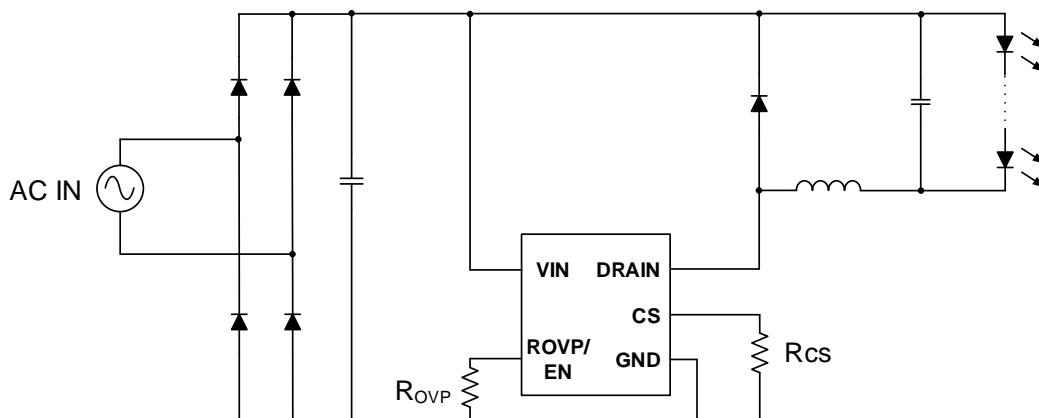 AC IN
VIN
DRAIN
CS
ROVP/
EN
GND
ROVP
Rcs